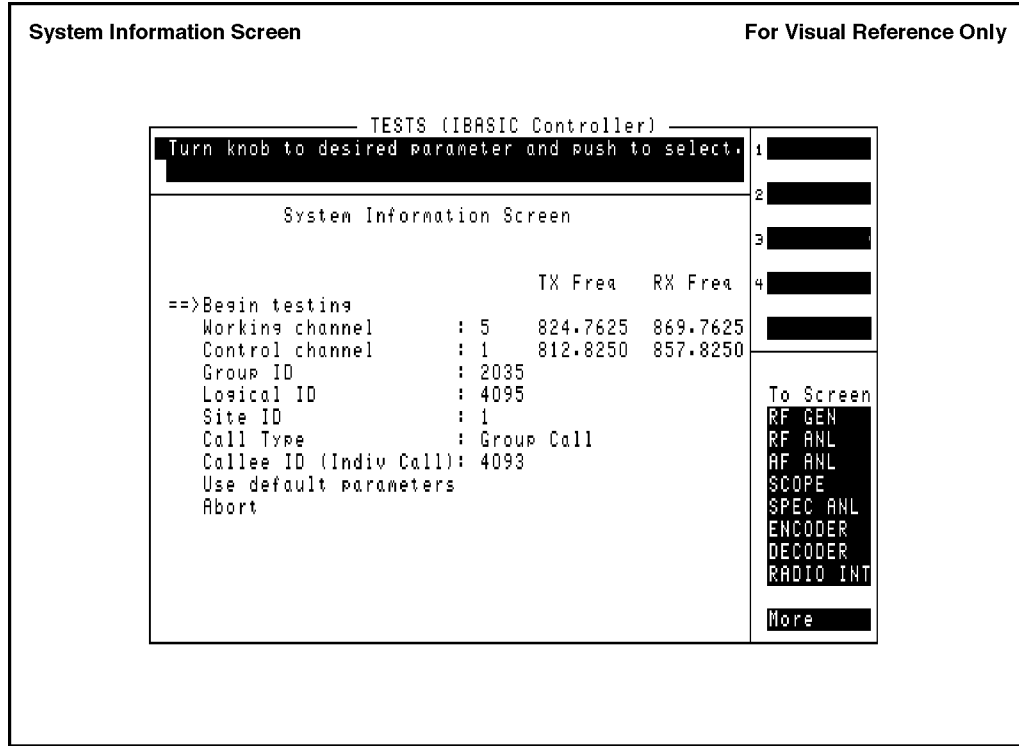 System Information Screen
For Visual Reference Only
TESTS (IBASIC Controller)
Turn knob to desired parameter and push to select.
System Information Screen
TX Freq RX Freq
==>Begin testing
Working channel : 5 824.7625 869.7625
Control channel : 1 812.8250 857.8250
Group ID : 2035
Logical ID : 4095
Site ID : 1
Call Type : Group Call
Callee ID (Indiv Call): 4093
Use default parameters
Abort
1
2
3
4
To Screen
RF GEN
RF ANL
AF ANL
SCOPE
SPEC ANL
ENCODER
DECODER
RADIO INT
More